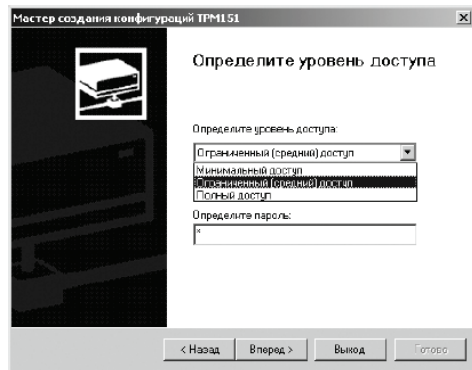 Мастер создания конфигураций ТРМ151
Определите уровень доступа
Определите уровень доступа:
Ограниченный (средний) доступ
Минимальный доступ
Ограниченный (средний) доступ
Полный доступ
Определите пароль:
*
< Назад Вперед > Выход Готово